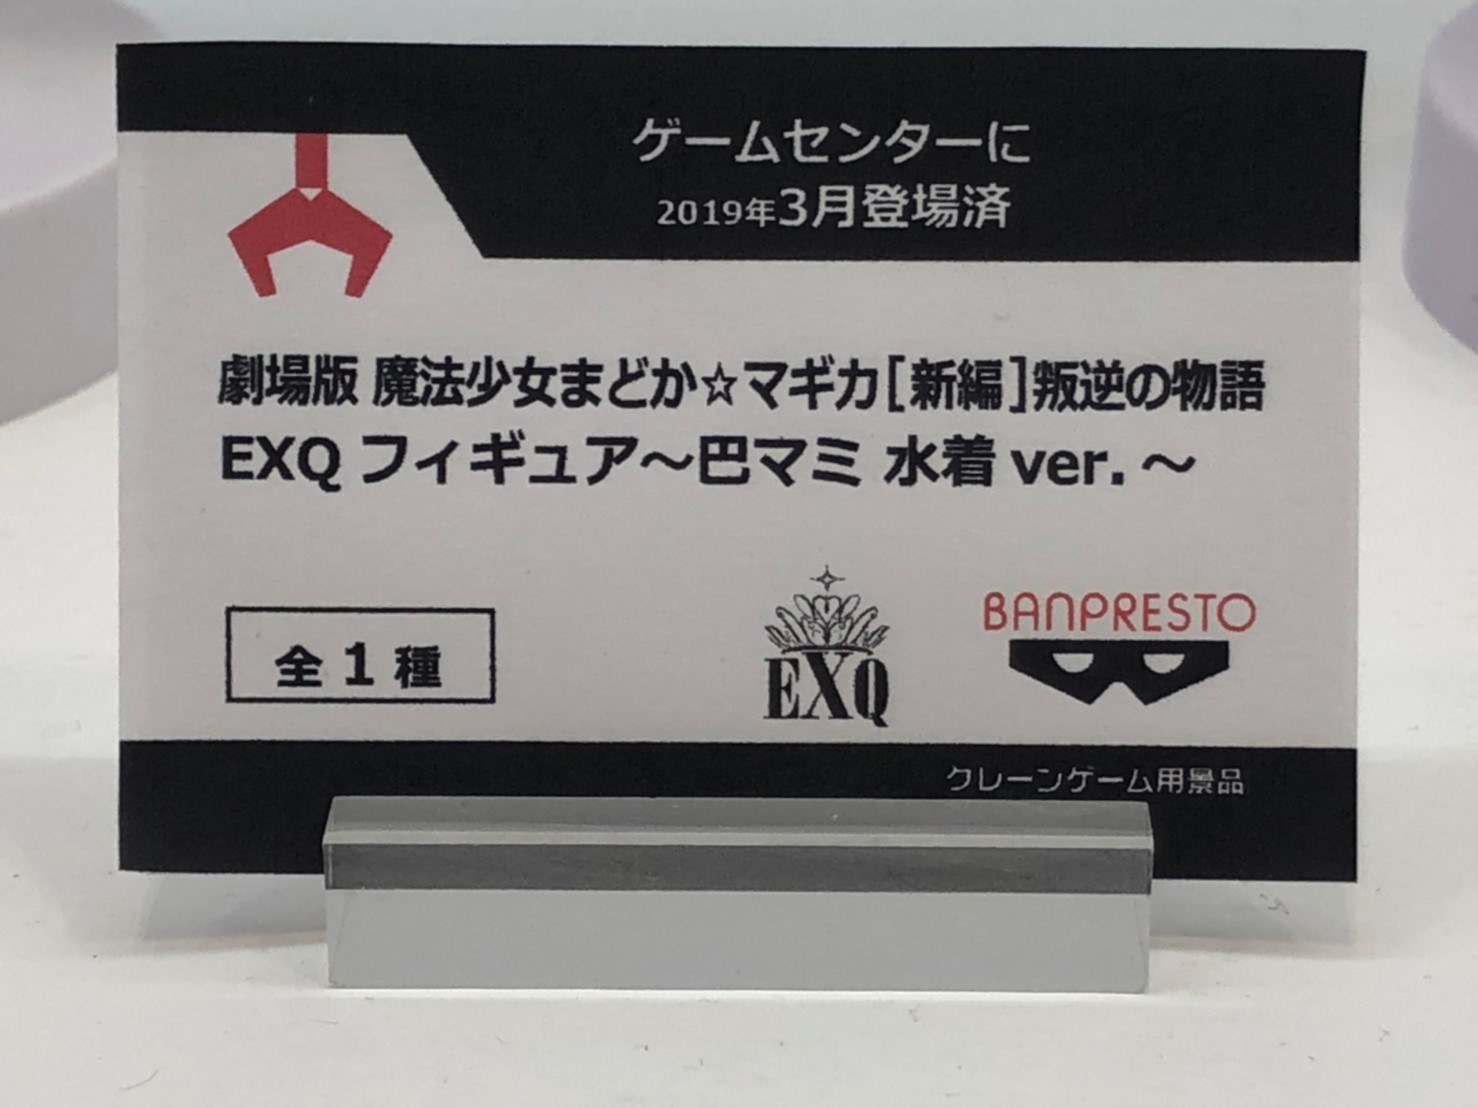 ゲームセンターに
2019年3月登場済
劇場版 魔法少女まどか☆マギカ[新編]叛逆の物語
EXQ フィギュア～巴マミ 水着 ver. ～
全 1 種
EXQ
BANPRESTO
クレーンゲーム用景品